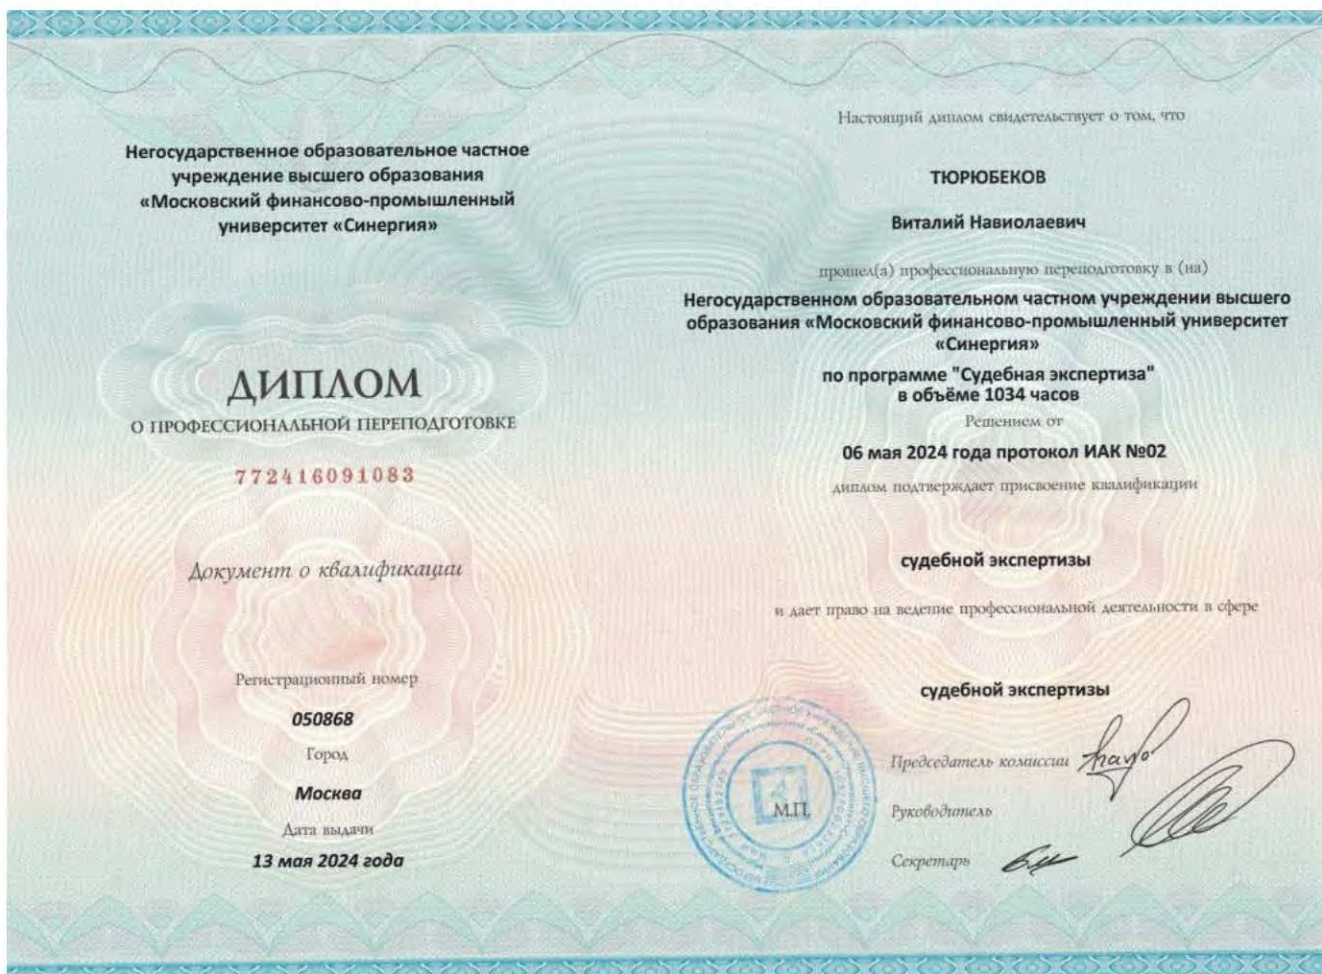 Негосударственное образовательное частное
учреждение высшего образования
«Московский финансово-промышленный
университет «Синергия»
ДИПЛОМ
О ПРОФЕССИОНАЛЬНОЙ ПЕРЕПОДГОТОВКЕ
772416091083
Документ о квалификации
Регистрационный номер
050868
Город
Москва
Дата выдачи
13 мая 2024 года
Настоящий диплом свидетельствует о том, что
ТЮРЮБЕКОВ
Виталий Навиолаевич
прошел(а) профессиональную переподготовку в (на)
Негосударственном образовательном частном учреждении высшего
образования «Московский финансово-промышленный университет
«Синергия»
по программе "Судебная экспертиза"
в объёме 1034 часов
Решением от
06 мая 2024 года протокол ИАК №02
диплом подтверждает присвоение квалификации
судебной экспертизы
и дает право на ведение профессиональной деятельности в сфере
судебной экспертизы
Председатель комиссии
М.П.
Руководитель
Секретарь